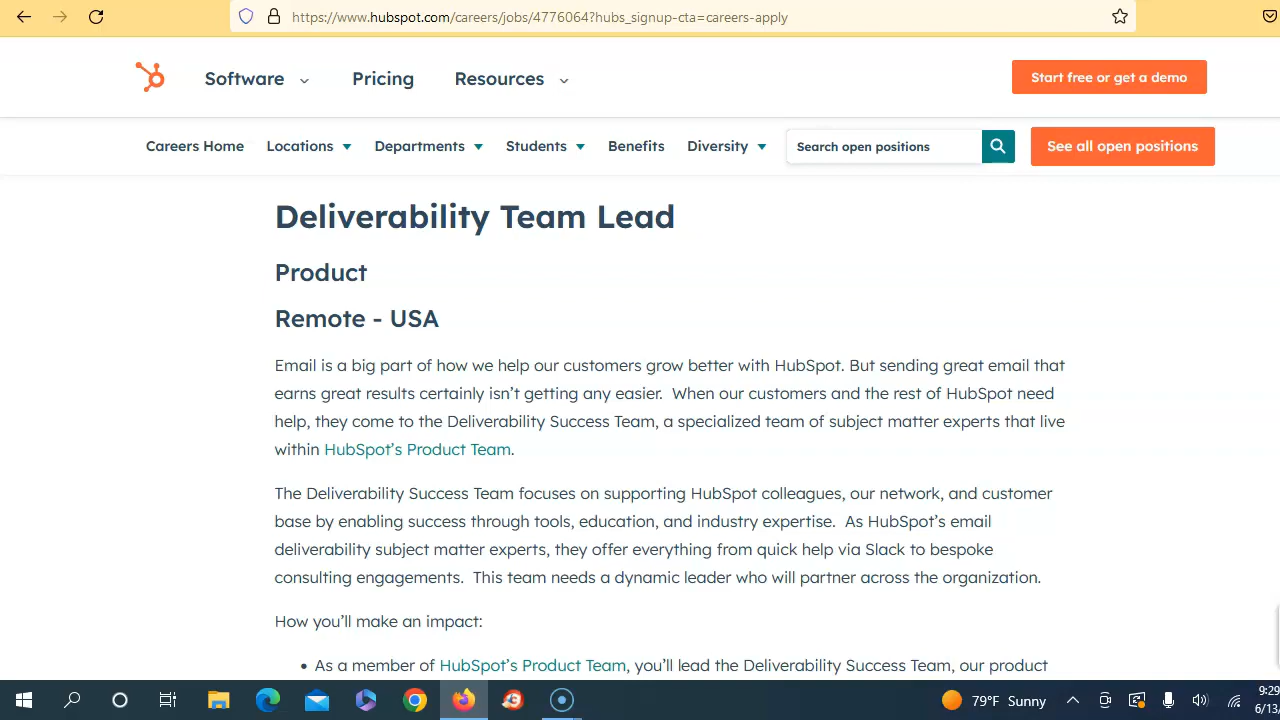 https://www.hubspot.com/careers/jobs/4776064?hubs_signup-cta=careers-apply
Software Pricing Resources Start free or get a demo
Careers Home Locations Departments Students Benefits Diversity Search open positions See all open positions
Deliverability Team Lead
Product
Remote - USA
Email is a big part of how we help our customers grow better with HubSpot. But sending great email that
earns great results certainly isn't getting any easier. When our customers and the rest of HubSpot need
help, they come to the Deliverability Success Team, a specialized team of subject matter experts that live
within HubSpot's Product Team.
The Deliverability Success Team focuses on supporting HubSpot colleagues, our network, and customer
base by enabling success through tools, education, and industry expertise. As HubSpot's email
deliverability subject matter experts, they offer everything from quick help via Slack to bespoke
consulting engagements. This team needs a dynamic leader who will partner across the organization.
How you'll make an impact:
• As a member of HubSpot's Product Team, you'll lead the Deliverability Success Team, our product
79°F Sunny
9:29
6/13/